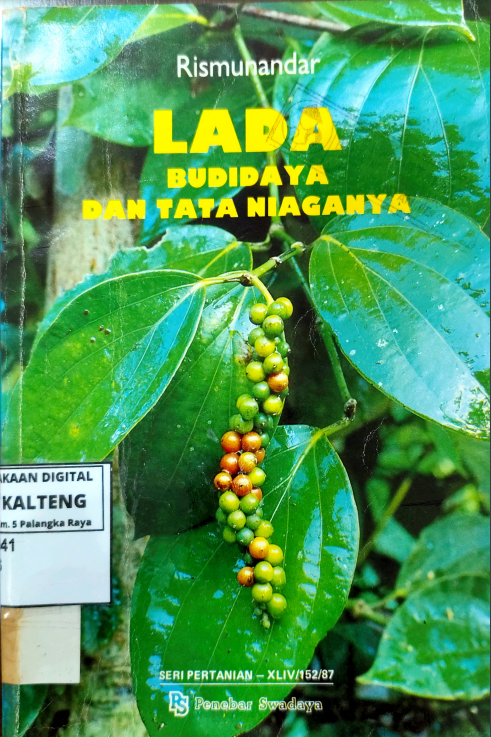 Rismunandar
LADA
BUDIDAYA
DAN TATA NIAGANYA
AKAAN DIGITAL
KALTENG
m. 5 Palangka Raya
41
SERI PERTANIAN – XLIV/152/87
PS Penebar Swadaya